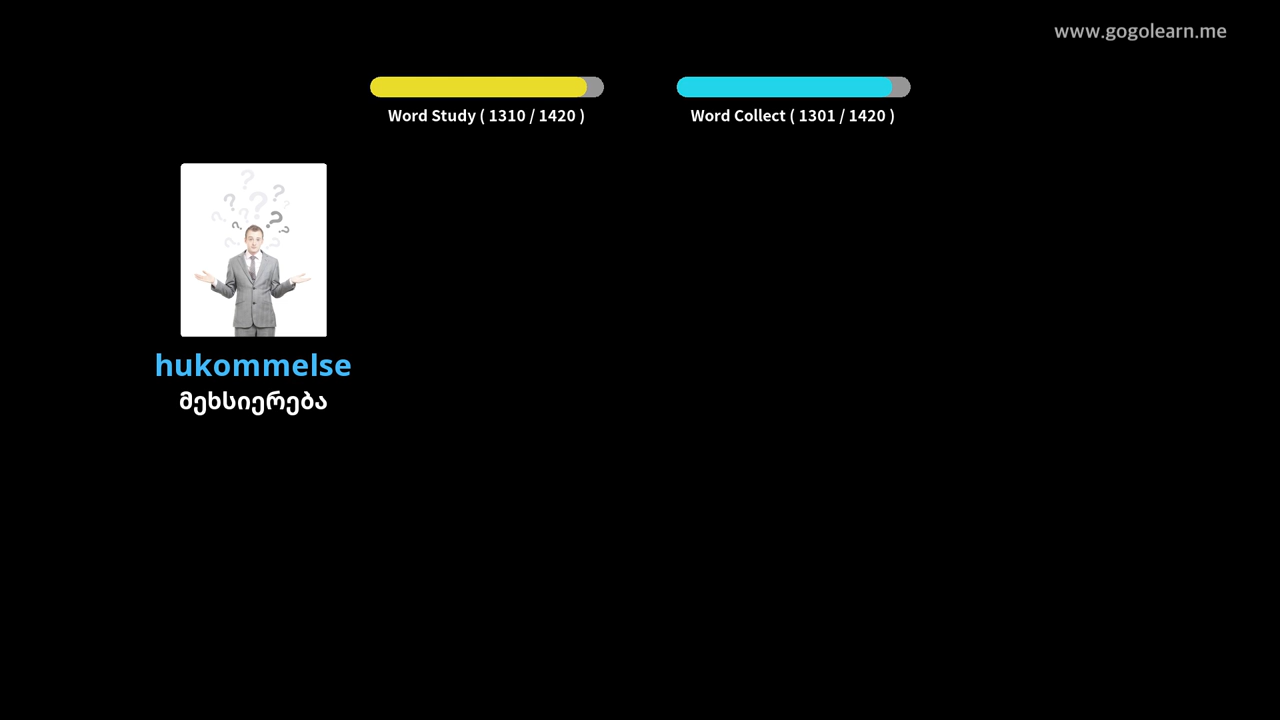 www.gogolearn.me
Word Study ( 1310 / 1420 )
Word Collect ( 1301 / 1420 )
hukommelse
მეხსიერება